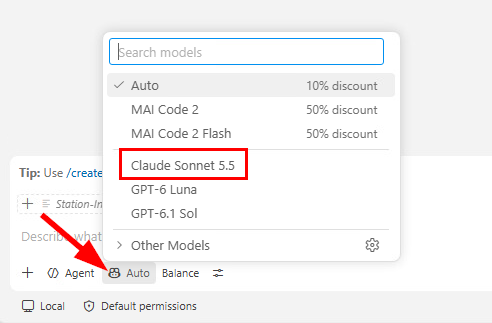 Search models
Auto 10% discount
MAI Code 2 50% discount
MAI Code 2 Flash 50% discount
Claude Sonnet 5.5
GPT-6 Luna
GPT-6.1 Sol
Other Models
Tip: Use /create
Station-In
Describe what
Agent Auto Balance
Local Default permissions